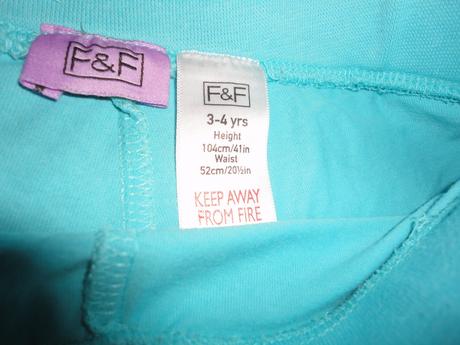 F&F
F&F
3-4 yrs
Height
104cm/41in
Waist
52cm/20½in
KEEP AWAY
FROM FIRE